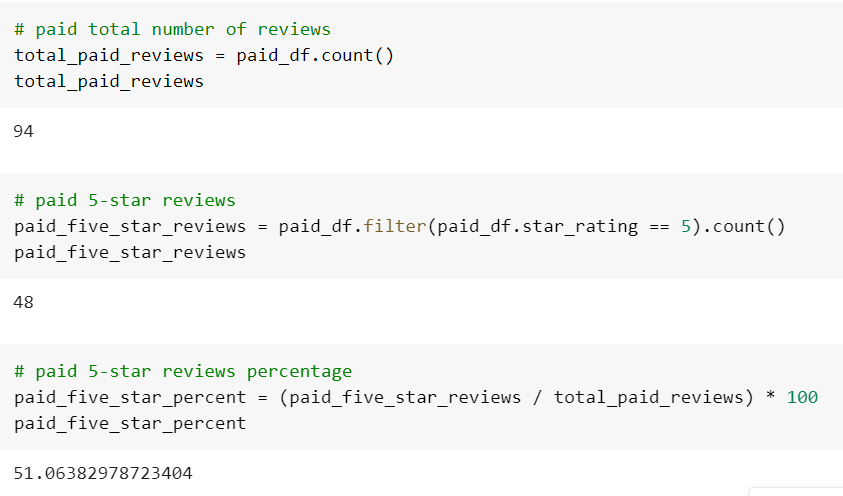 # paid total number of reviews
total_paid_reviews = paid_df.count()
total_paid_reviews
94
# paid 5-star reviews
paid_five_star_reviews = paid_df.filter(paid_df.star_rating == 5).count()
paid_five_star_reviews
48
# paid 5-star reviews percentage
paid_five_star_percent = (paid_five_star_reviews / total_paid_reviews) * 100
paid_five_star_percent
51.06382978723404